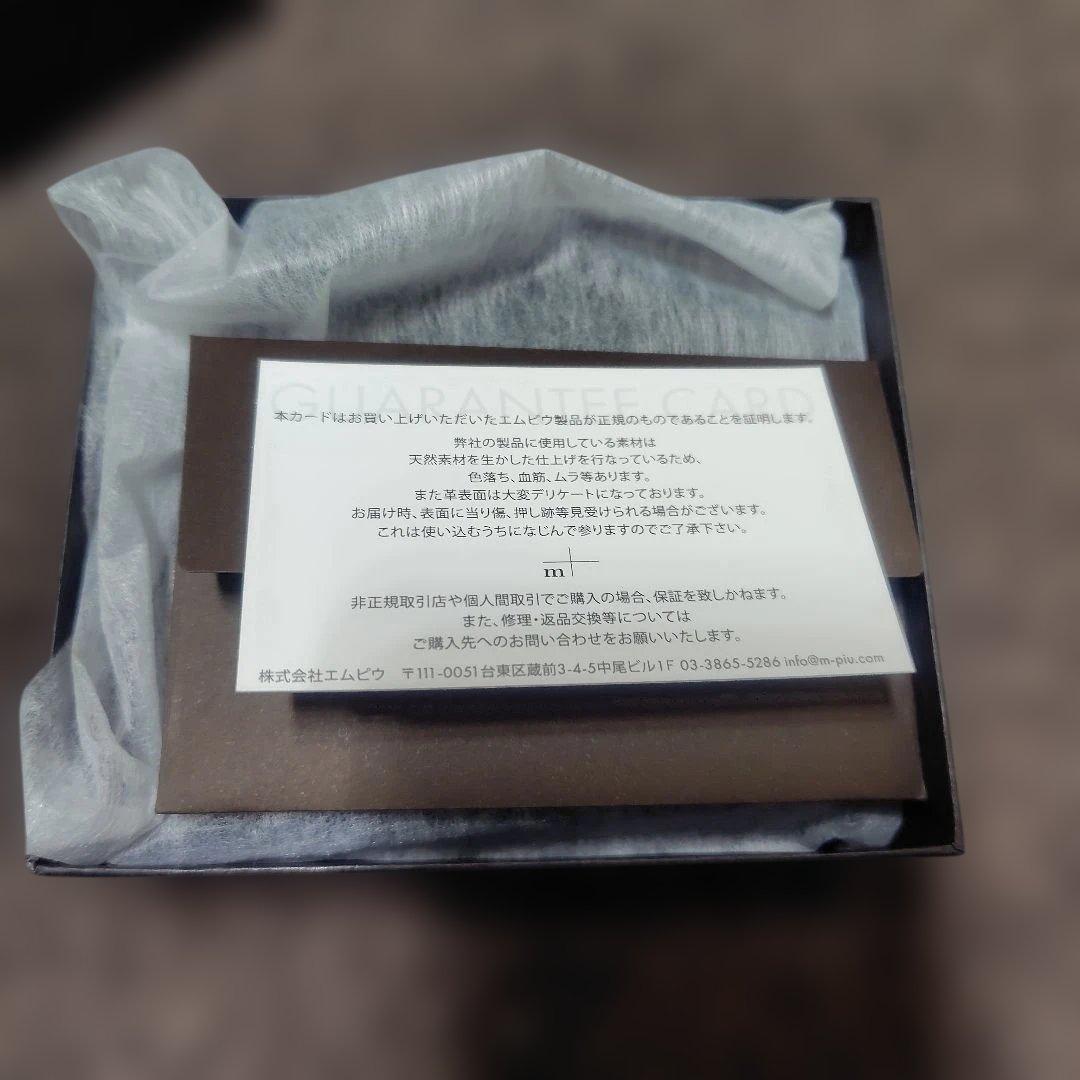 GUARANTEE CARD
本カードはお買い上げいただいたエムピウ製品が正規のものであることを証明します。
弊社の製品に使用している素材は
天然素材を生かした仕上げを行なっているため、
色落ち、血筋、ムラ等あります。
また革表面は大変デリケートになっております。
お届け時、表面に当り傷、押し跡等見受けられる場合がございます。
これは使い込むうちになじんで参りますのでご了承下さい。
m+
非正規取引店や個人間取引でご購入の場合、保証を致しかねます。
また、修理・返品交換等については
ご購入先へのお問い合わせをお願いいたします。
株式会社エムピウ 〒111-0051台東区蔵前3-4-5中尾ビル1F 03-3865-5286 info@m-piu.com